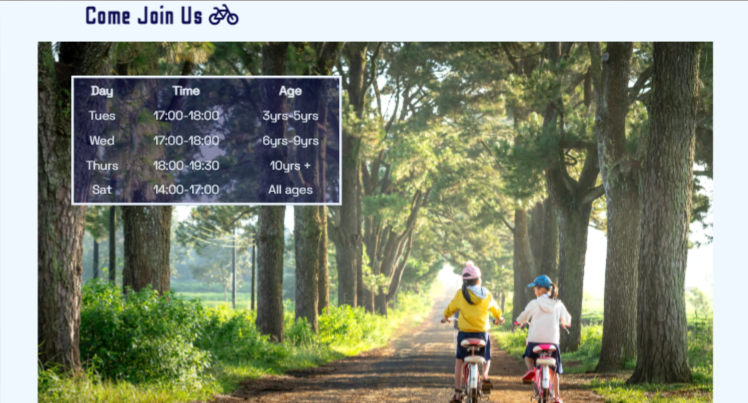 Come Join Us
Day Time Age
Tues 17:00-18:00 3yrs-5yrs
Wed 17:00-18:00 6yrs-9yrs
Thurs 18:00-19:30 10yrs +
Sat 14:00-17:00 All ages